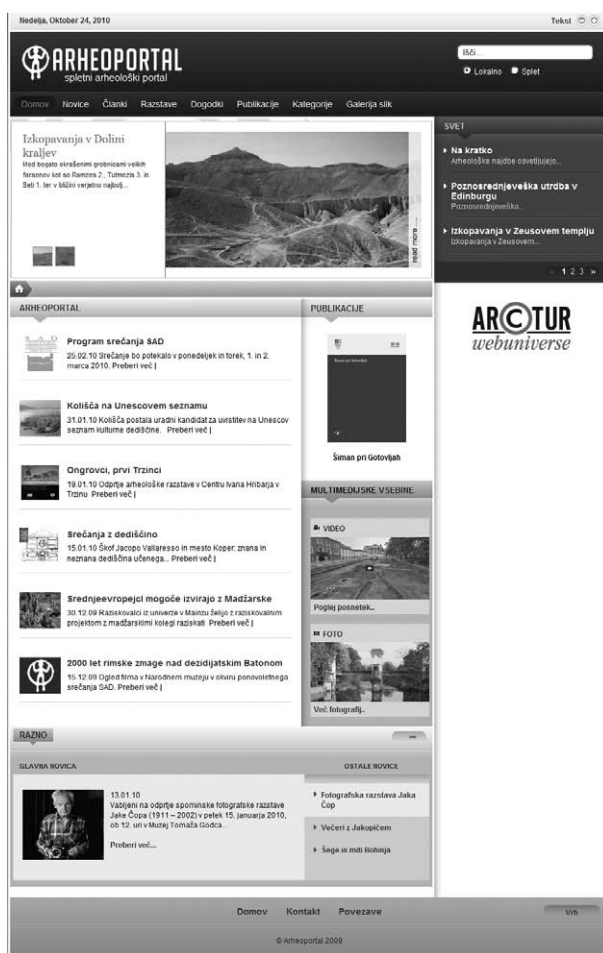 Nedelja, Oktober 24, 2010
Tekst
ARHEOPORTAL
spletni arheološki portal
Išči...
Lokalno Splet
Domov Novice Članki Razstave Dogodki Publikacije Kategorije Galerija slik
Izkopavanja v Dolini
kraljev
Med bogato okrašenimi grobnicami velikih
faraonov kot so Ramzes 2., Tutmozis 3. in
Seti 1. ter v bližini verjetno najbolj...
read more ...
SVET
Na kratko
Arheološke najdbe osvetljujejo...
Poznosrednjeveška utrdba v
Edinburgu
Poznosrednjeveška...
Izkopavanja v Zeusovem templju
Izkopavanja v Zeusovem...
« 1 2 3 »
ARCTUR
webuniverse
ARHEOPORTAL
Program srečanja SAD
25.02.10 Srečanje bo potekalo v ponedeljek in torek, 1. in 2.
marca 2010. Preberi več |
Kolišča na Unescovem seznamu
31.01.10 Kolišča postala uradni kandidat za uvrstitev na Unescov
seznam kulturne dediščine. Preberi več |
Ongrovci, prvi Trzinci
19.01.10 Odprtje arheološke razstave v Centru Ivana Hribarja v
Trzinu Preberi več |
Srečanja z dediščino
15.01.10 Škof Jacopo Vallaresso in mesto Koper: znana in
neznana dediščina učenega... Preberi več |
Srednjeevropejci mogoče izvirajo z Madžarske
30.12.09 Raziskovalci iz univerze v Mainzu želijo z raziskovalnim
projektom z madžarskimi kolegi raziskati Preberi več |
2000 let rimske zmage nad dezidijatskim Batonom
15.12.09 Ogled filma v Narodnem muzeju v okviru ponovoletnega
srečanja SAD. Preberi več |
PUBLIKACIJE
Šiman pri Gotovljah
MULTIMEDIJSKE VSEBINE
VIDEO
Poglej posnetek..
FOTO
Več fotografij..
RAZNO
GLAVNA NOVICA
13.01.10
Vabljeni na odprtje spominske fotografske razstave
Jake Čopa (1911 – 2002) v petek 15. januarja 2010,
ob 12. uri v Muzej Tomaža Godca...
Preberi več...
OSTALE NOVICE
Fotografska razstava Jaka
Čop
Večeri z Jakopičem
Šege in miti Bohinja
Domov Kontakt Povezave
Vrh
© Arheoportal 2009